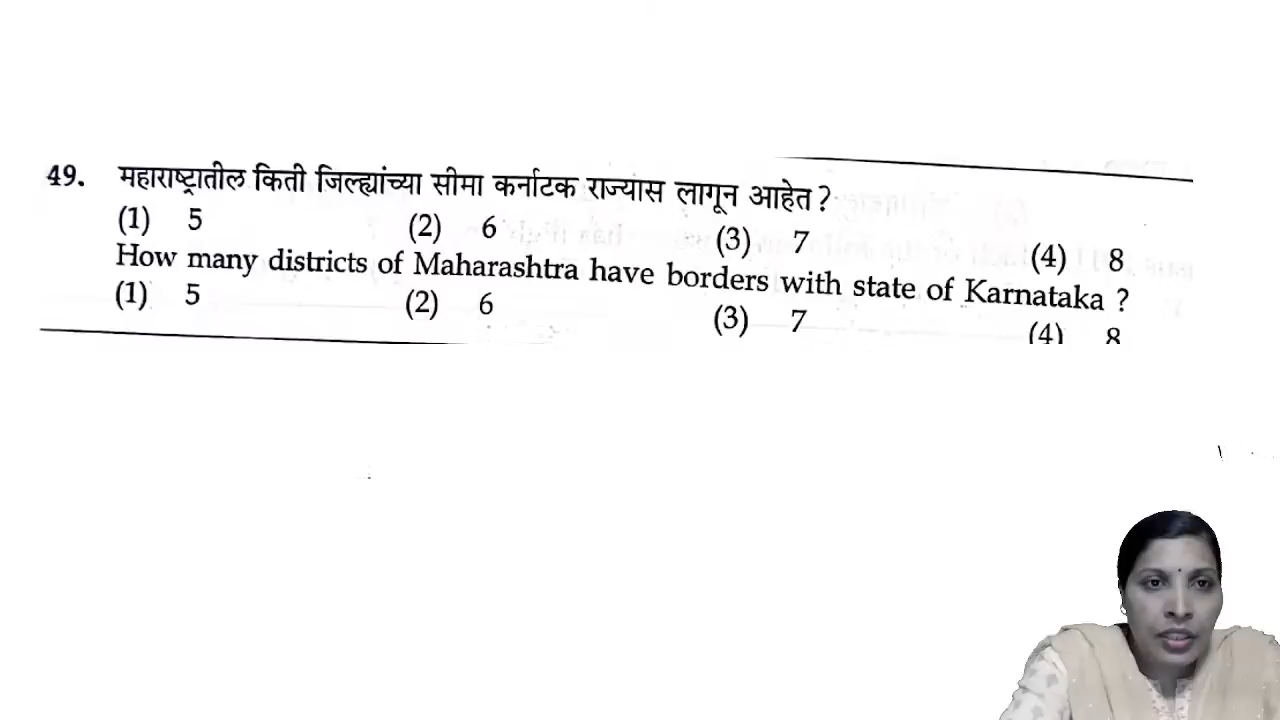 49. महाराष्ट्रातील किती जिल्ह्यांच्या सीमा कर्नाटक राज्यांस लागून आहेत ?
(1) 5 (2) 6 (3) 7 (4) 8
How many districts of Maharashtra have borders with state of Karnataka ?
(1) 5 (2) 6 (3) 7 (4) 8